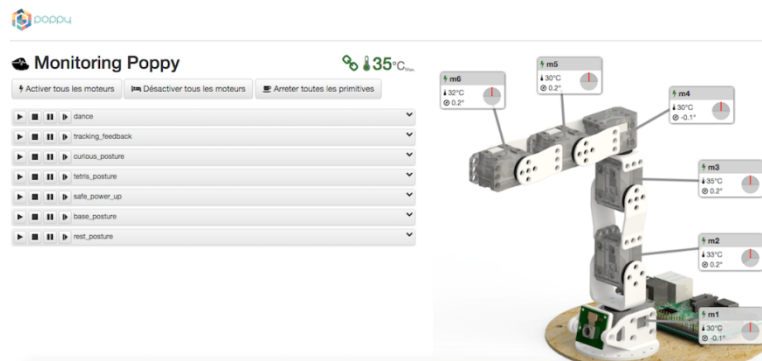 poppy
Monitoring Poppy
35°C Max
Activer tous les moteurs
Désactiver tous les moteurs
Arreter toutes les primitives
dance
tracking_feedback
curious_posture
tetris_posture
safe_power_up
base_posture
rest_posture
m6
32°C
0.2°
m5
30°C
0.2°
m4
30°C
-0.1°
m3
35°C
0.2°
m2
33°C
0.2°
m1
30°C
-0.1°